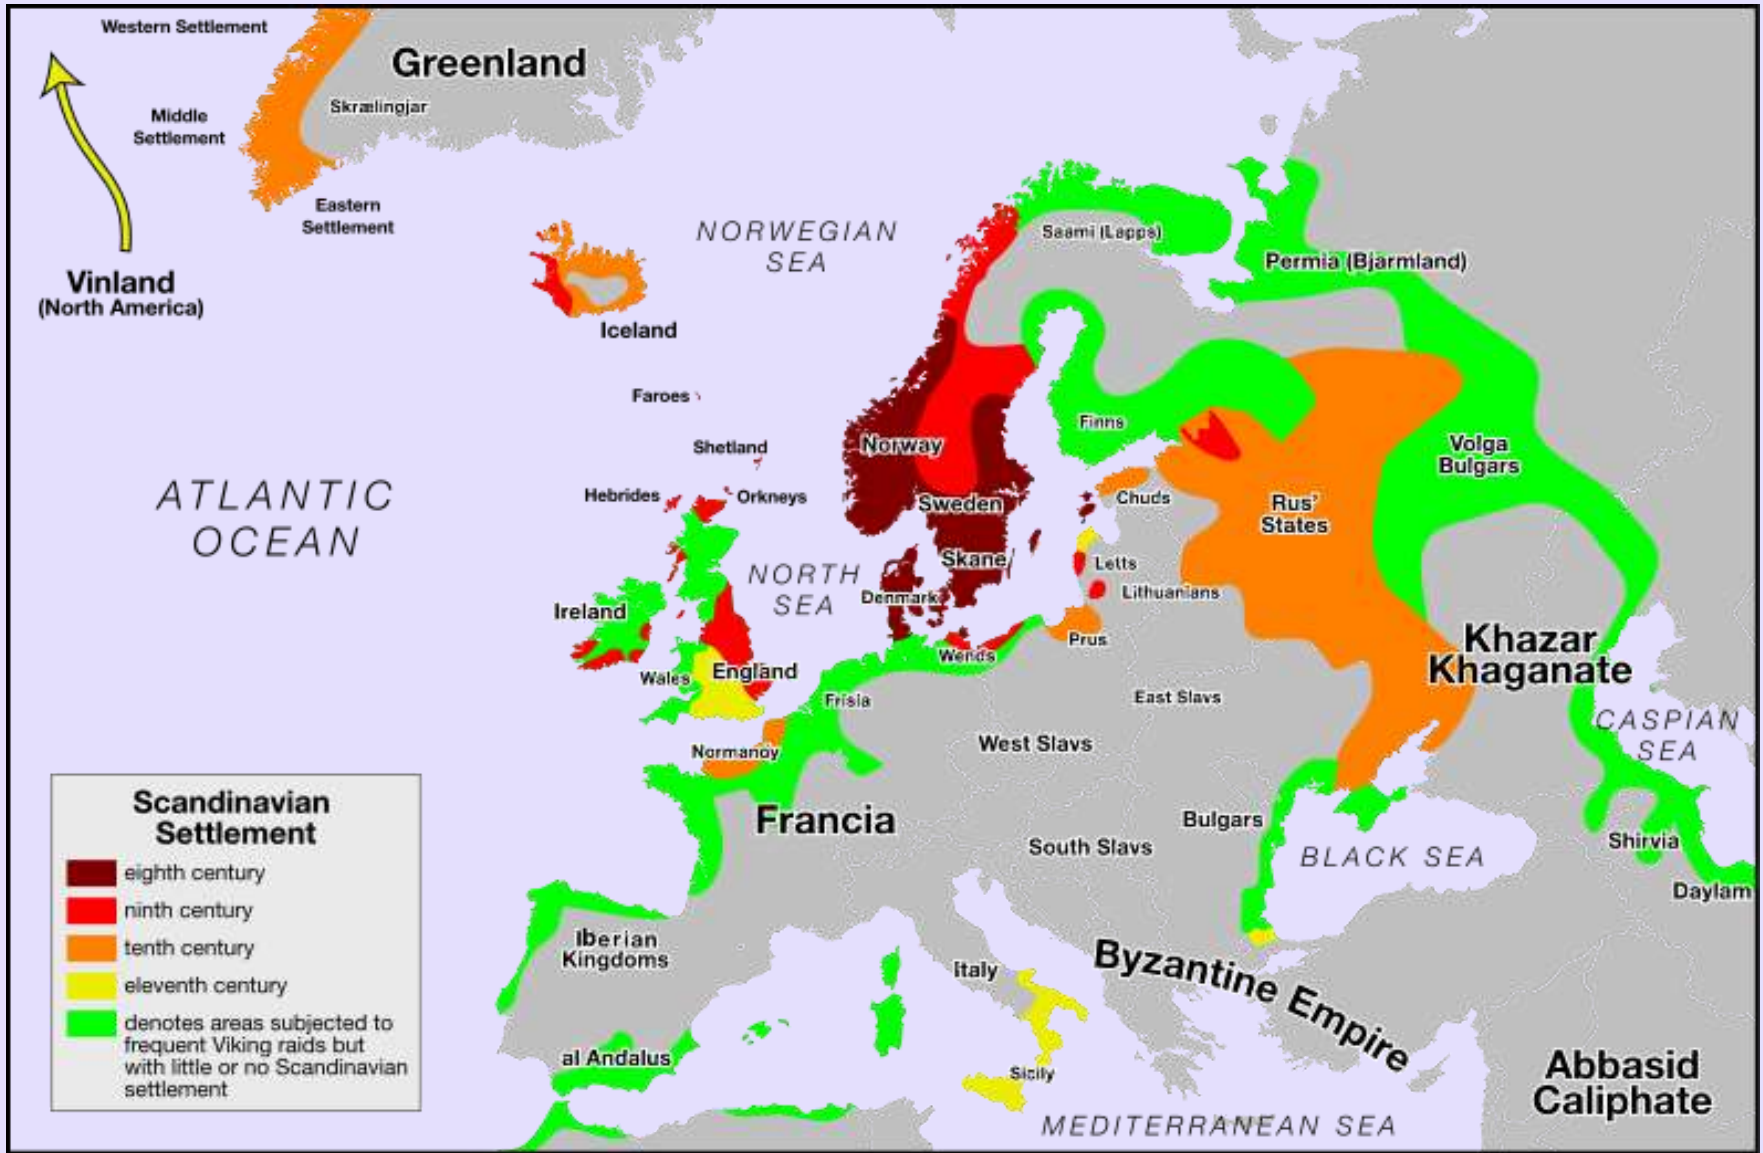 Western Settlement
Greenland
Skrælingjar
Middle
Settlement
Eastern
Settlement
Vinland
(North America)
NORWEGIAN
SEA
Saami (Lapps)
Permia (Bjarmland)
Iceland
Faroes
Shetland
Hebrides
Orkneys
ATLANTIC
OCEAN
Norway
Finns
Volga
Bulgars
Sweden
Chuds
Rus'
States
Skane
NORTH
SEA
Denmark
Letts
Lithuanians
Ireland
Prus
Wends
Khazar
Khaganate
Wales
England
Frisia
East Slavs
West Slavs
CASPIAN
SEA
Normanoy
Francia
Bulgars
South Slavs
BLACK SEA
Shirvia
Daylam
Iberian
Kingdoms
Italy
Byzantine Empire
al Andalus
Sicily
Abbasid
Caliphate
MEDITERRANEAN SEA
Scandinavian
Settlement
eighth century
ninth century
tenth century
eleventh century
denotes areas subjected to
frequent Viking raids but
with little or no Scandinavian
settlement